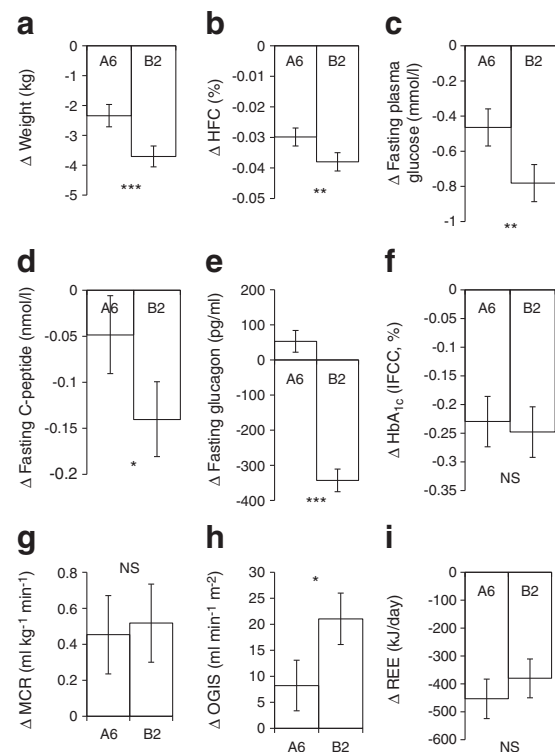 a
Δ Weight (kg)
0
-1
-2
-3
-4
-5
A6
B2
***
b
Δ HFC (%)
0
-0.01
-0.02
-0.03
-0.04
-0.05
A6
B2
**
c
Δ Fasting plasma
glucose (mmol/l)
0
-0.2
-0.4
-0.6
-0.8
-1
A6
B2
**
d
Δ Fasting C-peptide (nmol/l)
0
-0.05
-0.1
-0.15
-0.2
A6
B2
*
e
Δ Fasting glucagon (pg/ml)
200
100
0
-100
-200
-300
-400
A6
B2
***
f
Δ HbA1c (IFCC, %)
0
-0.05
-0.1
-0.15
-0.2
-0.25
-0.3
-0.35
A6
B2
NS
g
Δ MCR (ml kg⁻¹ min⁻¹)
0.8
0.6
0.4
0.2
0
NS
A6
B2
h
Δ OGIS (ml min⁻¹ m⁻²)
30
25
20
15
10
5
0
*
A6
B2
i
Δ REE (kJ/day)
0
-100
-200
-300
-400
-500
-600
A6
B2
NS